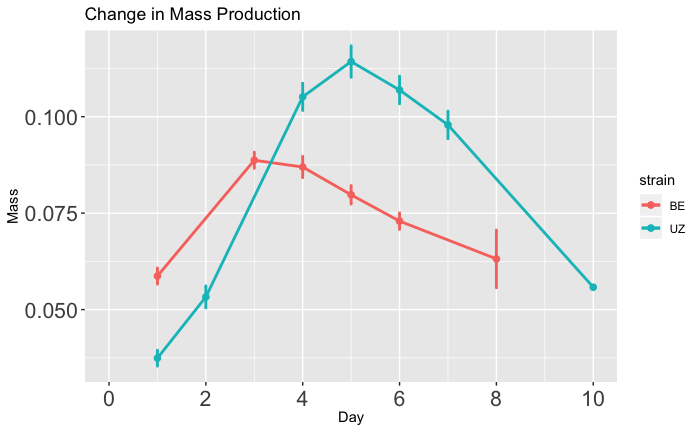 Change in Mass Production
0.100
0.075
0.050
Mass
0 2 4 6 8 10
Day
strain
BE
UZ